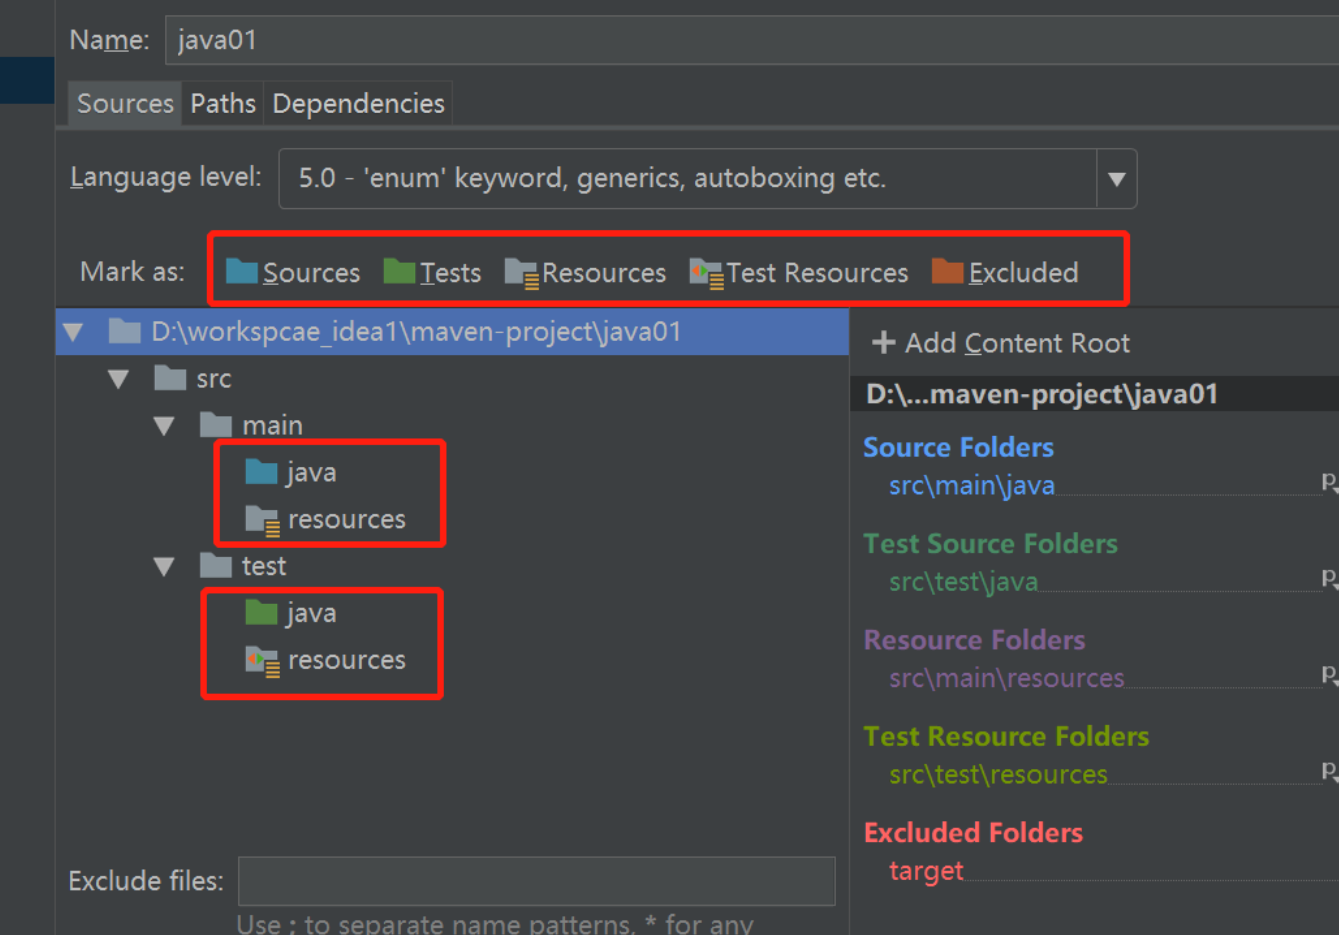 Name: java01
Sources Paths Dependencies
Language level: 5.0 - 'enum' keyword, generics, autoboxing etc.
Mark as: Sources Tests Resources Test Resources Excluded
D:\workspcae_idea1\maven-project\java01
src
main
java
resources
test
java
resources
Exclude files:
Use ; to separate name patterns, * for any
+ Add Content Root
D:\...maven-project\java01
Source Folders
src\main\java
Test Source Folders
src\test\java
Resource Folders
src\main\resources
Test Resource Folders
src\test\resources
Excluded Folders
target